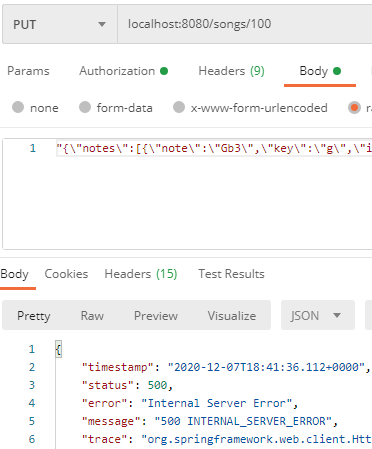 PUT localhost:8080/songs/100
Params Authorization Headers (9) Body
none form-data x-www-form-urlencoded
1 "{\"notes\":[{\"note\":\"Gb3\",\"key\":\"g\",\"i
Body Cookies Headers (15) Test Results
Pretty Raw Preview Visualize JSON
1 {
2 "timestamp": "2020-12-07T18:41:36.112+0000",
3 "status": 500,
4 "error": "Internal Server Error",
5 "message": "500 INTERNAL_SERVER_ERROR",
6 "trace": "org.springframework.web.client.Htt